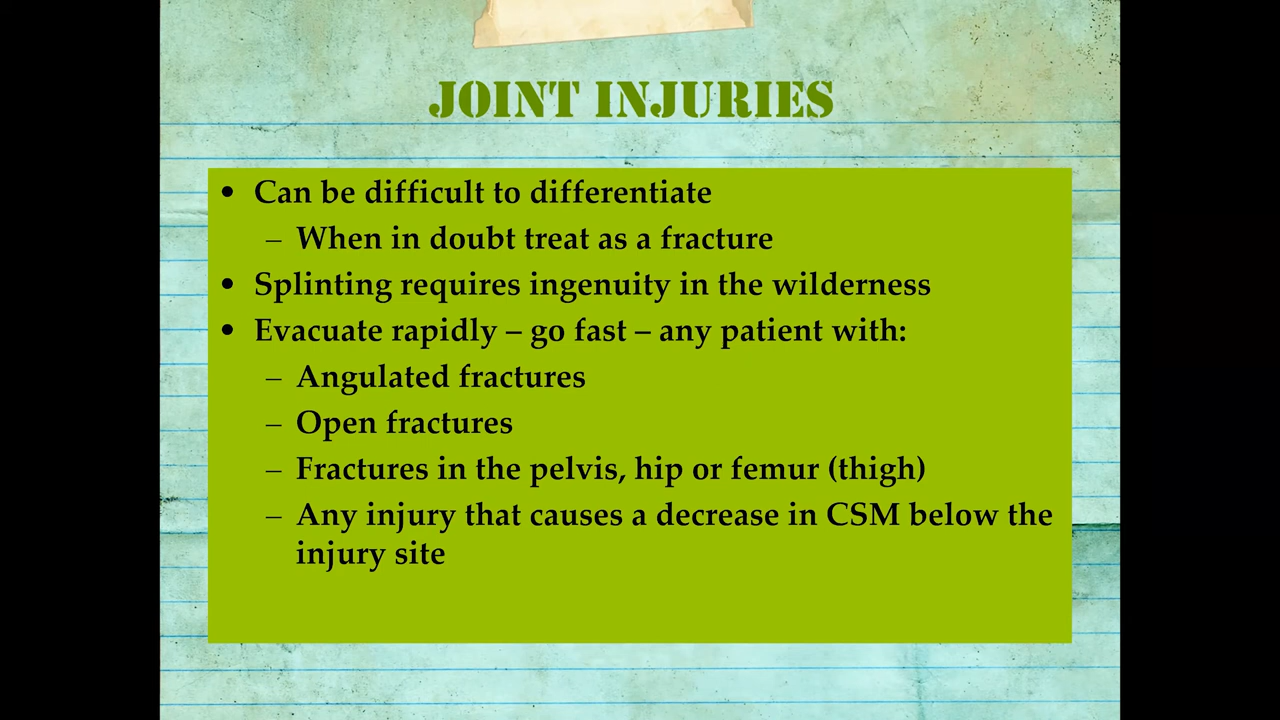 JOINT INJURIES
• Can be difficult to differentiate
– When in doubt treat as a fracture
• Splinting requires ingenuity in the wilderness
• Evacuate rapidly – go fast – any patient with:
– Angulated fractures
– Open fractures
– Fractures in the pelvis, hip or femur (thigh)
– Any injury that causes a decrease in CSM below the
injury site